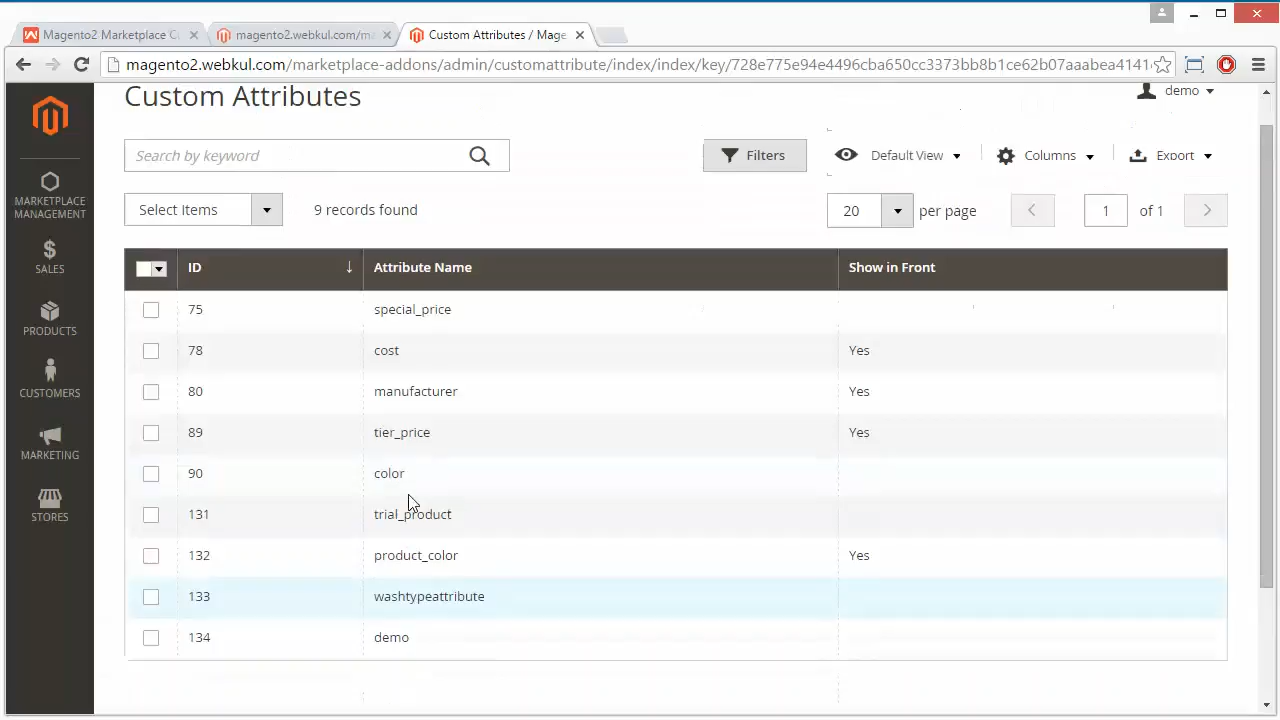 Magento2 Marketplace C
magento2.webkul.com/m
Custom Attributes / Mage
magento2.webkul.com/marketplace-addons/admin/customattribute/index/index/key/723e775e94e4496cba650cc3373bb8b1ce62b07aaabea4141
Custom Attributes
demo
Search by keyword
Filters
Default View
Columns
Export
Select Items
9 records found
20
per page
1
of 1
ID
Attribute Name
Show in Front
75
special_price
78
cost
Yes
80
manufacturer
Yes
89
tier_price
Yes
90
color
131
trial_product
132
product_color
Yes
133
washtypeattribute
134
demo
MARKETPLACE
MANAGEMENT
$
SALES
PRODUCTS
CUSTOMERS
MARKETING
STORES